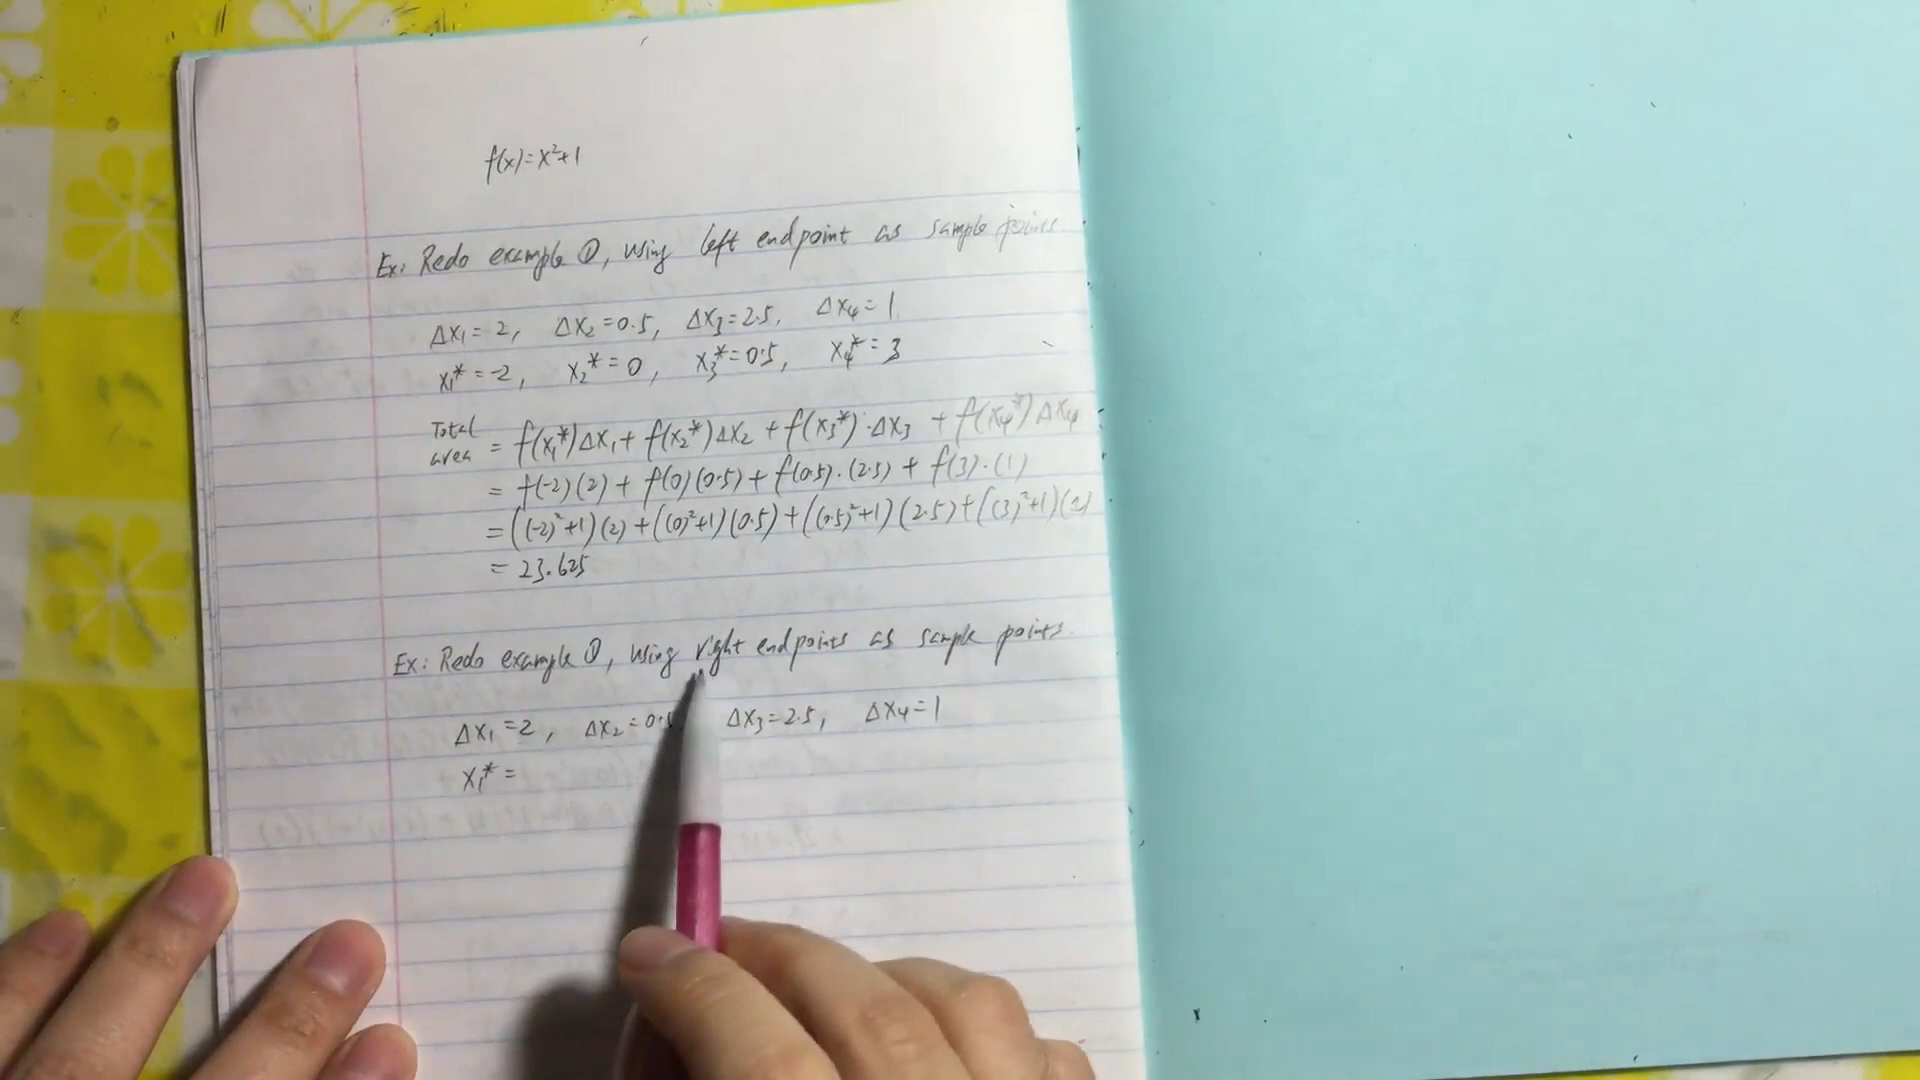 f(x)=x²+1
Ex: Redo example ①, using left endpoint as sample points.
Δx₁=2, Δx₂=0.5, Δx₃=2.5, Δx₄=1
x₁*=-2, x₂*=0, x₃*=0.5, x₄*=3
Total area = f(x₁*)Δx₁+f(x₂*)Δx₂+f(x₃*)·Δx₃+f(x₄*)Δx₄
= f(-2)(2)+f(0)(0.5)+f(0.5)·(2.5)+f(3)·(1)
=((-2)²+1)(2)+((0)²+1)(0.5)+((0.5)²+1)(2.5)+((3)²+1)(1)
= 23.625
Ex: Redo example ①, using right endpoints as sample points.
Δx₁=2, Δx₂=0.5 Δx₃=2.5, Δx₄=1
x₁*=